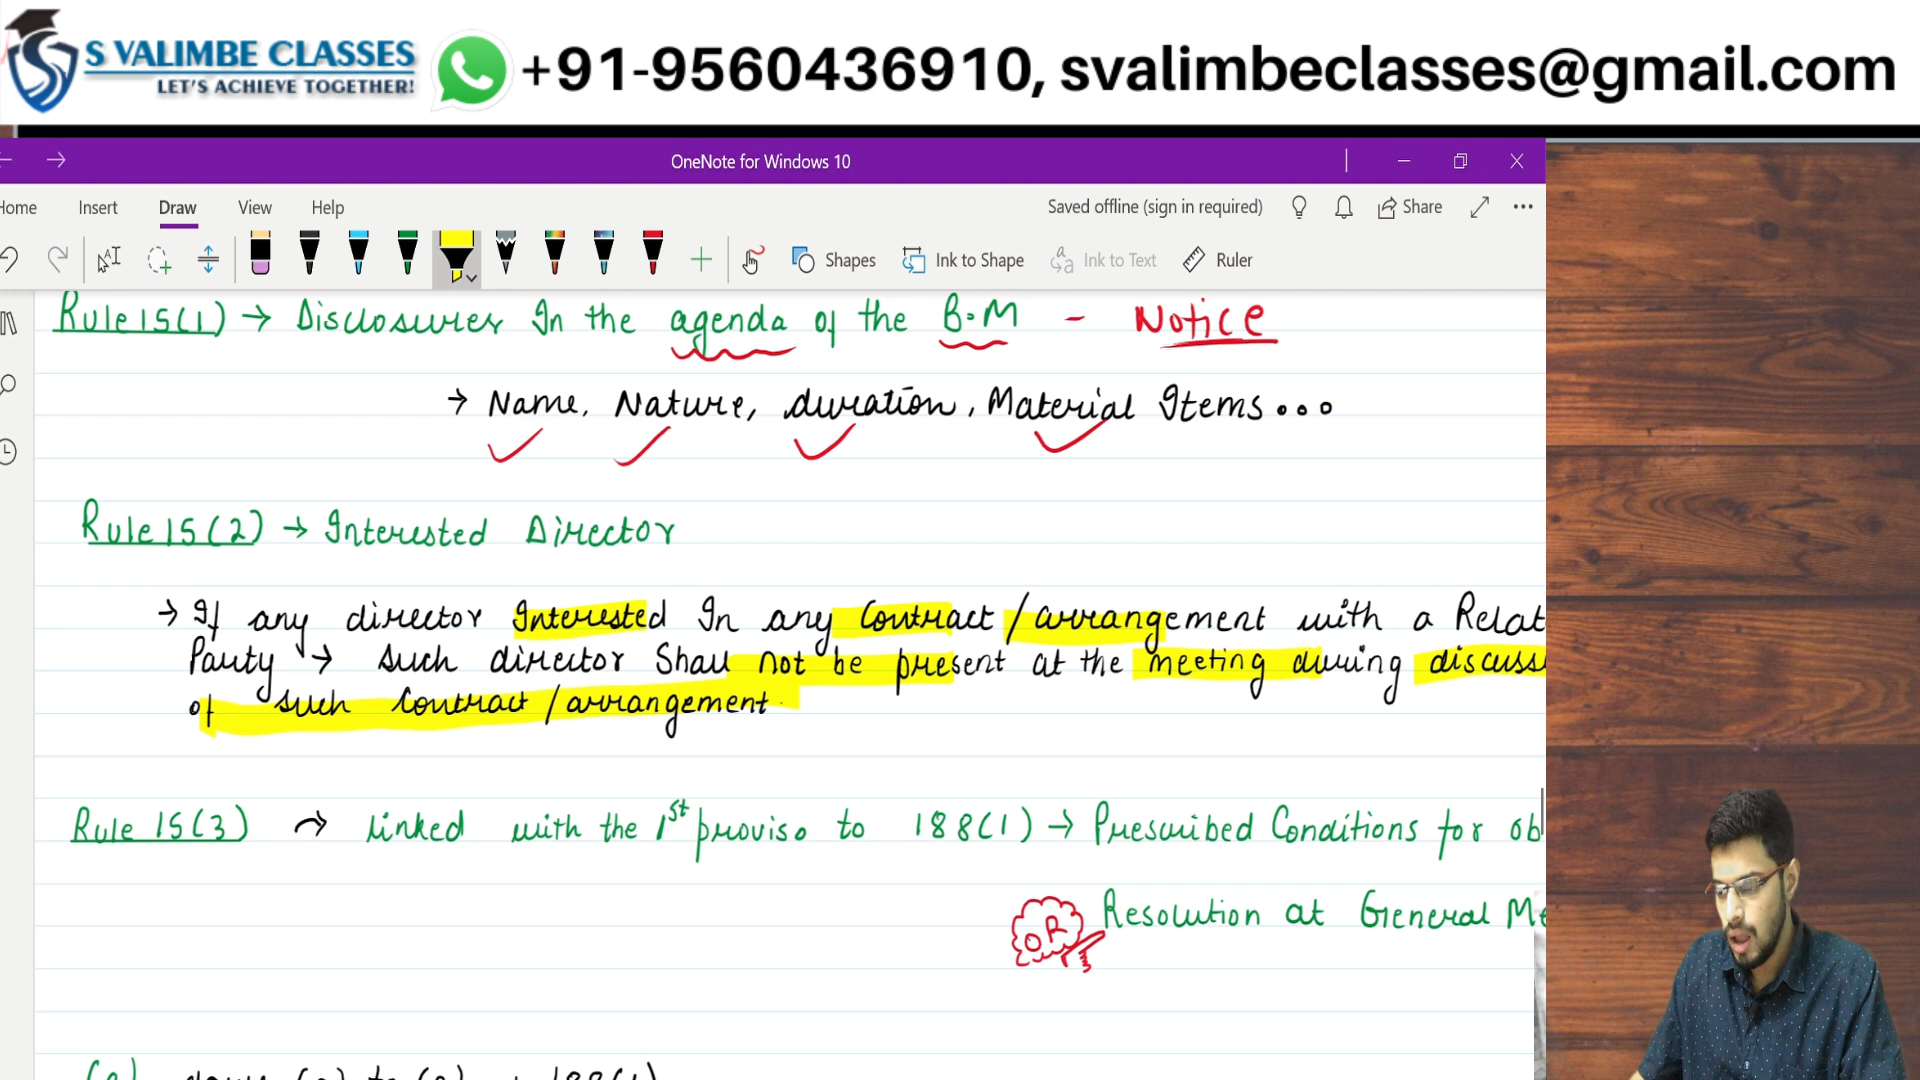 S VALIMBE CLASSES
LET'S ACHIEVE TOGETHER!
+91-9560436910, svalimbeclasses@gmail.com
OneNote for Windows 10
Home Insert Draw View Help
Saved offline (sign in required) Share
Shapes Ink to Shape Ink to Text Ruler
Rule 15(1) → Disclosures In the agenda of the B.M - Notice
→ Name, Nature, duration, Material Items...
Rule 15(2) → Interested Director
→ If any director Interested In any Contract/arrangement with a Relat
Party → Such director Shall not be present at the meeting during discuss
of such Contract/arrangement.
Rule 15(3) → linked with the 1st proviso to 188(1) → Prescribed Conditions for ob
OR Resolution at General Me